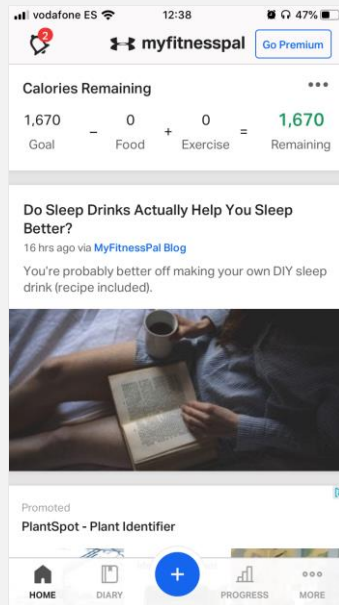 vodafone ES 12:38 47%
2 myfitnesspal Go Premium
Calories Remaining
1,670 − 0 + 0 = 1,670
Goal Food Exercise Remaining
Do Sleep Drinks Actually Help You Sleep
Better?
16 hrs ago via MyFitnessPal Blog
You're probably better off making your own DIY sleep
drink (recipe included).
Promoted
PlantSpot - Plant Identifier
+
HOME DIARY PROGRESS MORE